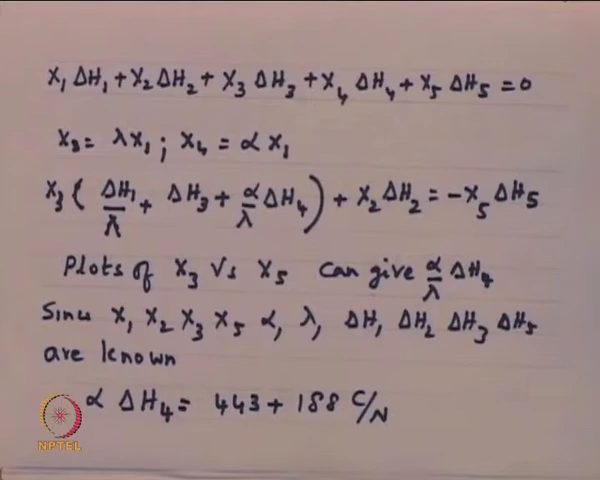 X₁ ΔH₁ + X₂ ΔH₂ + X₃ ΔH₃ + X₄ ΔH₄ + X₅ ΔH₅ = 0
X₃ = λX₁ ; X₄ = αX₁
X₃ ( ΔH₁/λ + ΔH₃ + α/λ ΔH₄ ) + X₂ ΔH₂ = -X₅ ΔH₅
Plots of X₃ Vs X₅ can give α/λ ΔH₄
Since X₁ X₂ X₃ X₅ α, λ, ΔH₁ ΔH₂ ΔH₃ ΔH₅
are known
α ΔH₄ = 443 + 188 C/N
NPTEL